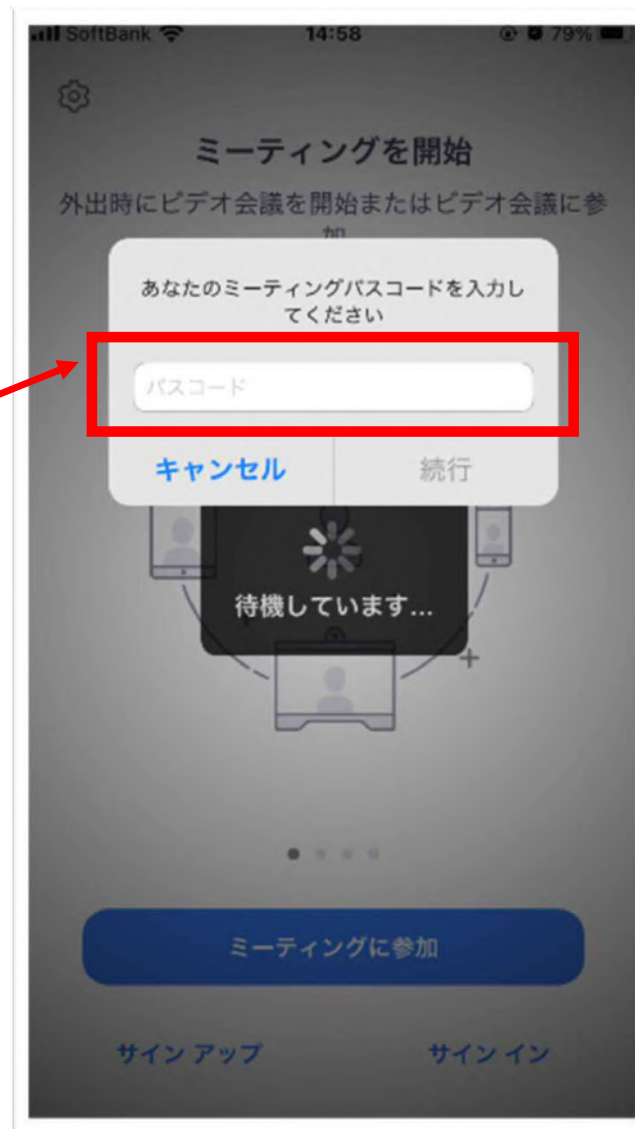 SoftBank 14:58 79%
ミーティングを開始
外出時にビデオ会議を開始またはビデオ会議に参
加
あなたのミーティングパスコードを入力し
てください
パスコード
キャンセル 続行
待機しています...
ミーティングに参加
サイン アップ サイン イン